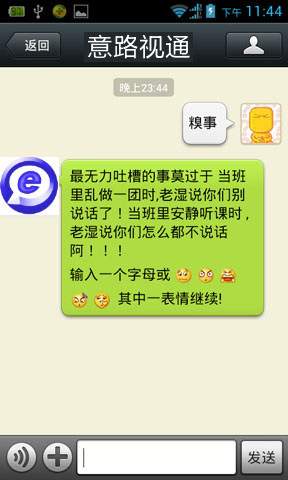 下午 11:44
返回
意路视通
晚上23:44
糗事
最无力吐槽的事莫过于 当班
里乱做一团时,老湿说你们别
说话了！当班里安静听课时,
老湿说你们怎么都不说话
阿！！！
输入一个字母或
其中一表情继续!
发送